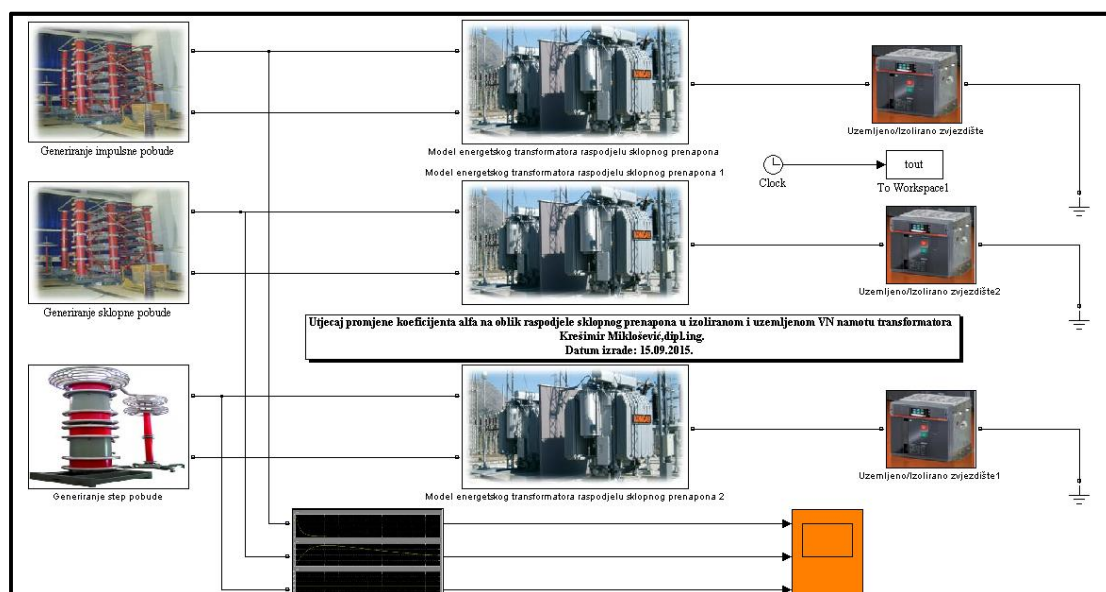 Generiranje impulsne pobude
Model energetskog transformatora raspodjelu sklopnog prenapona
Uzemljeno/Izolirano zvjezdište
Model energetskog transformatora raspodjelu sklopnog prenapona 1
Clock
tout
To Workspace1
Generiranje sklopne pobude
Uzemljeno/Izolirano zvjezdište2
Utjecaj promjene koeficijenta alfa na oblik raspodjele sklopnog prenapona u izoliranom i uzemljenom VN namotu transformatora
Krešimir Miklošević,dipl.ing.
Datum izrade: 15.09.2015.
Generiranje step pobude
Model energetskog transformatora raspodjelu sklopnog prenapona 2
Uzemljeno/Izolirano zvjezdište1